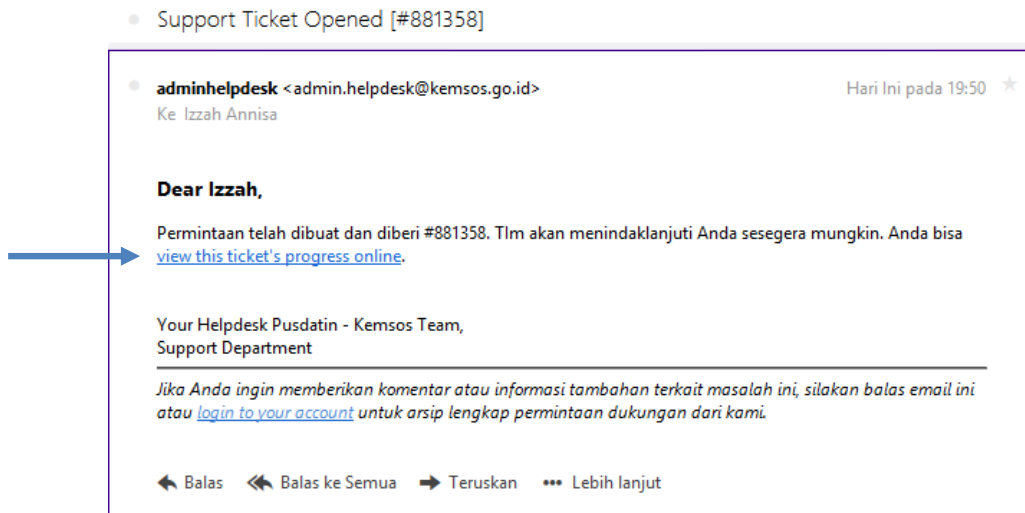 Support Ticket Opened [#881358]
adminhelpdesk <admin.helpdesk@kemsos.go.id> Hari Ini pada 19:50
Ke Izzah Annisa
Dear Izzah,
Permintaan telah dibuat dan diberi #881358. TIm akan menindaklanjuti Anda sesegera mungkin. Anda bisa
view this ticket's progress online.
Your Helpdesk Pusdatin - Kemsos Team,
Support Department
Jika Anda ingin memberikan komentar atau informasi tambahan terkait masalah ini, silakan balas email ini
atau login to your account untuk arsip lengkap permintaan dukungan dari kami.
Balas Balas ke Semua Teruskan Lebih lanjut